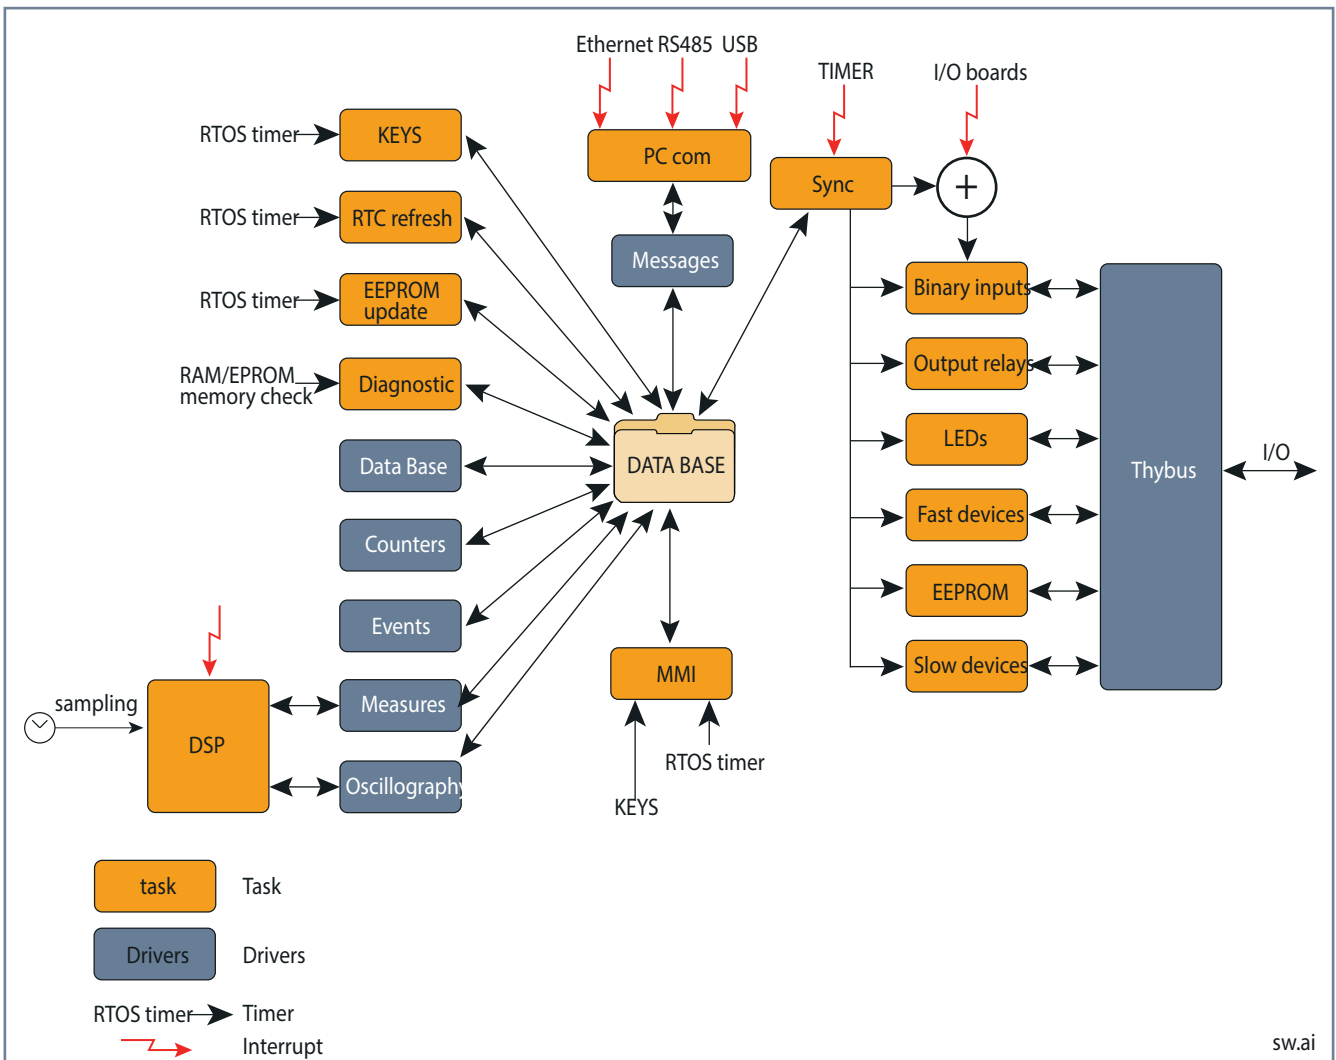 Ethernet RS485 USB
TIMER
I/O boards
RTOS timer
KEYS
PC com
Sync
+
RTOS timer
RTC refresh
Messages
Binary inputs
RTOS timer
EEPROM
update
Output relays
RAM/EPROM
memory check
Diagnostic
LEDs
Data Base
DATA BASE
Thybus
I/O
Fast devices
Counters
EEPROM
Events
Slow devices
MMI
sampling
Measures
DSP
RTOS timer
Oscillography
KEYS
task
Task
Drivers
Drivers
RTOS timer
Timer
Interrupt
sw.ai